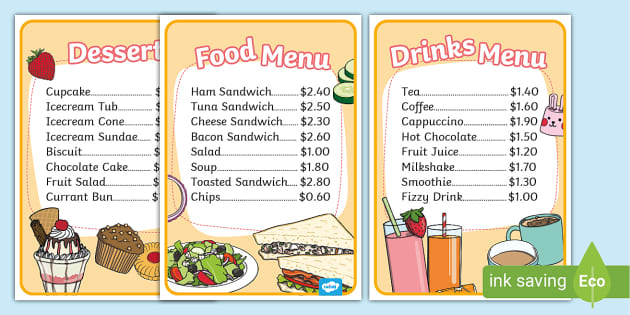 Dessert
Cupcake $
Icecream Tub $
Icecream Cone $
Icecream Sundae $
Biscuit $
Chocolate Cake $
Fruit Salad $
Currant Bun $
Food Menu
Ham Sandwich $2.40
Tuna Sandwich $2.50
Cheese Sandwich $2.30
Bacon Sandwich $2.60
Salad $1.00
Soup $1.80
Toasted Sandwich $2.80
Chips $0.60
twinkl
Drinks Menu
Tea $1.40
Coffee $1.60
Cappuccino $1.90
Hot Chocolate $1.50
Fruit Juice $1.20
Milkshake $1.70
Smoothie $1.30
Fizzy Drink $1.00
ink saving Eco